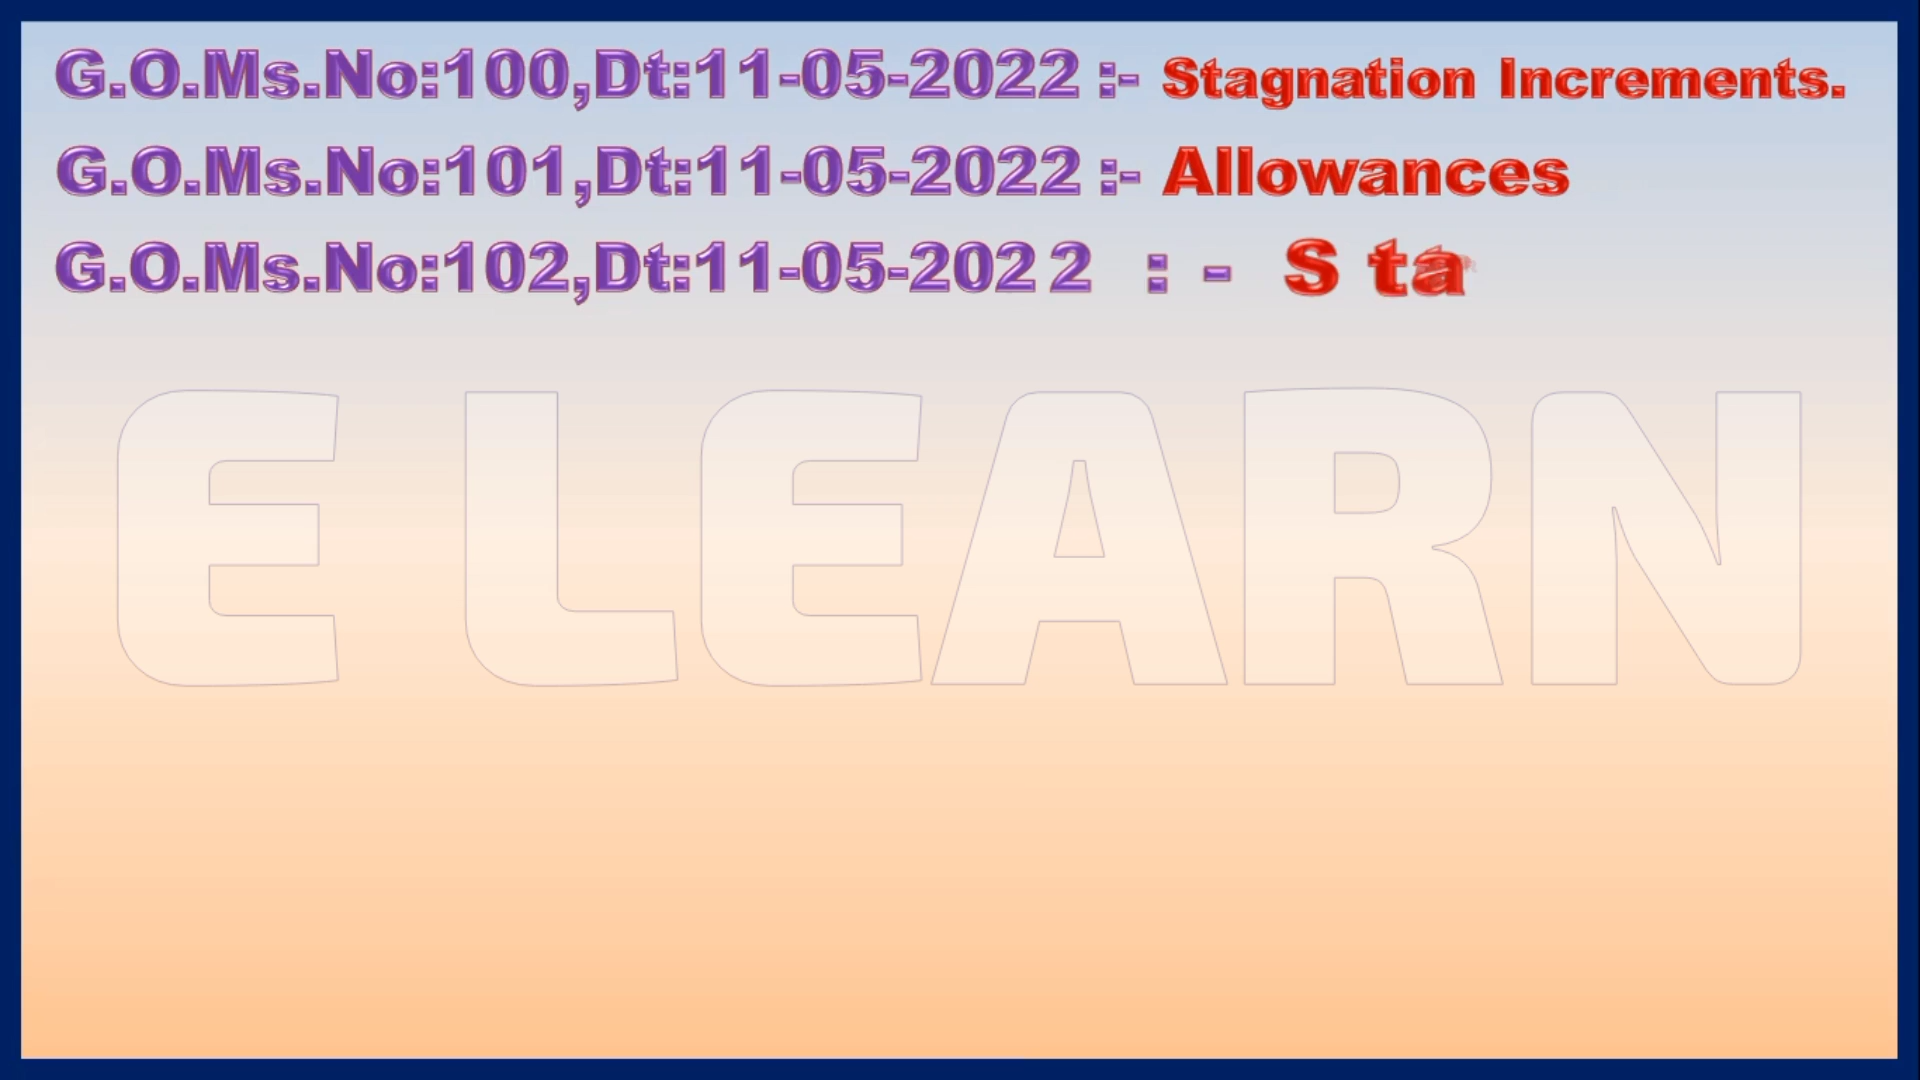 G.O.Ms.No:100,Dt:11-05-2022 :- Stagnation Increments.
G.O.Ms.No:101,Dt:11-05-2022 :- Allowances
G.O.Ms.No:102,Dt:11-05-2022 :- Sta
E LEARN